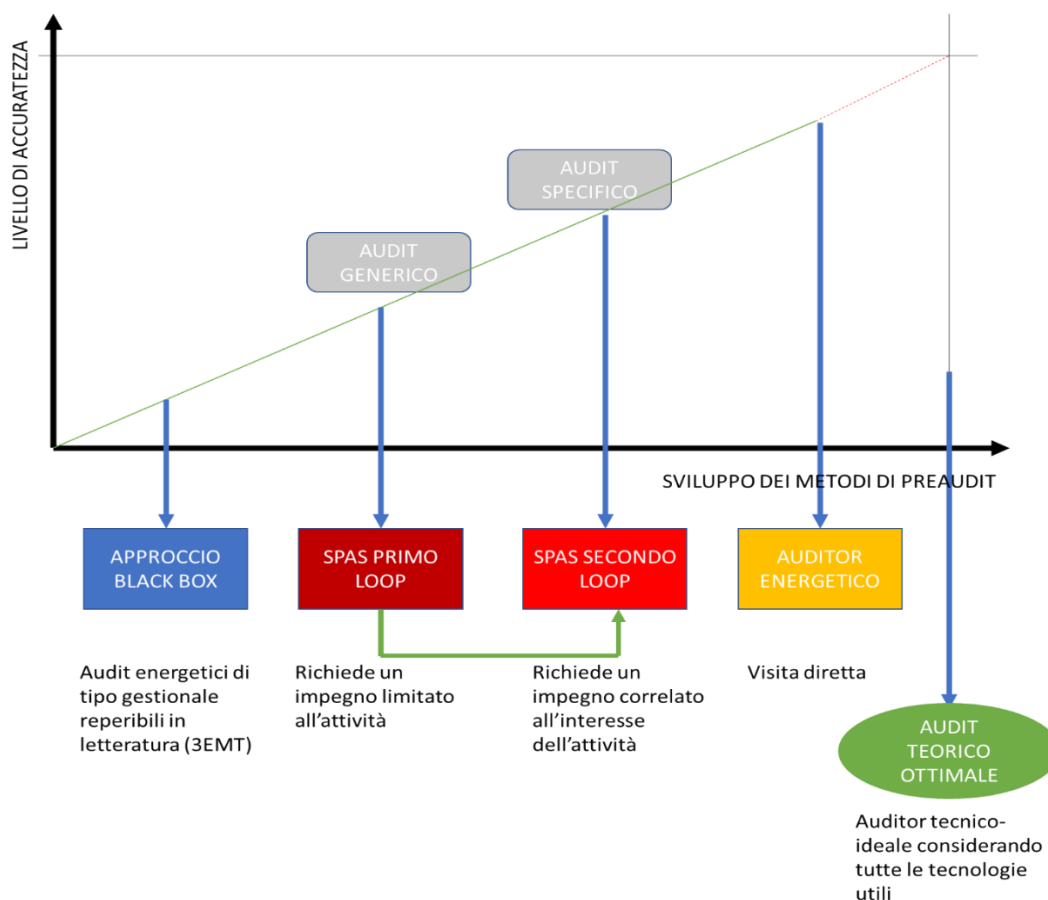 LIVELLO DI ACCURATEZZA
AUDIT
SPECIFICO
AUDIT
GENERICO
SVILUPPO DEI METODI DI PREAUDIT
APPROCCIO
BLACK BOX
SPAS PRIMO
LOOP
SPAS SECONDO
LOOP
AUDITOR
ENERGETICO
Audit energetici di
tipo gestionale
reperibili in
letteratura (3EMT)
Richiede un
impegno limitato
all'attività
Richiede un
impegno correlato
all'interesse
dell'attività
Visita diretta
AUDIT
TEORICO
OTTIMALE
Auditor tecnico-
ideale considerando
tutte le tecnologie
utili